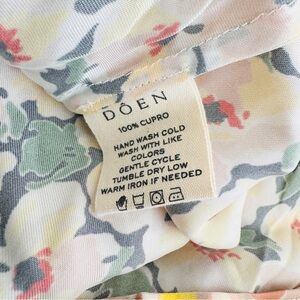 DÔEN
100% CUPRO
HAND WASH COLD
WASH WITH LIKE
COLORS
GENTLE CYCLE
TUMBLE DRY LOW
WARM IRON IF NEEDED